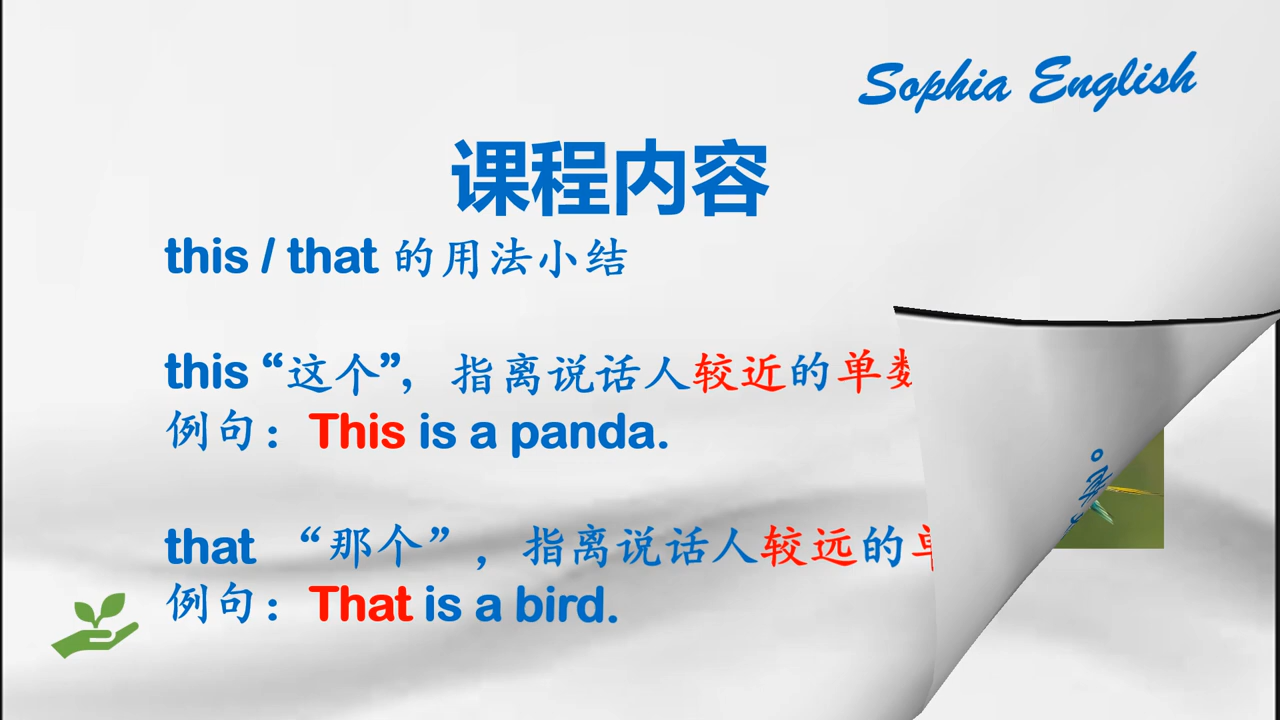 Sophia English
课程内容
this / that 的用法小结
this “这个”，指离说话人较近的单数
例句：This is a panda.
that “那个”，指离说话人较远的单
例句：That is a bird.